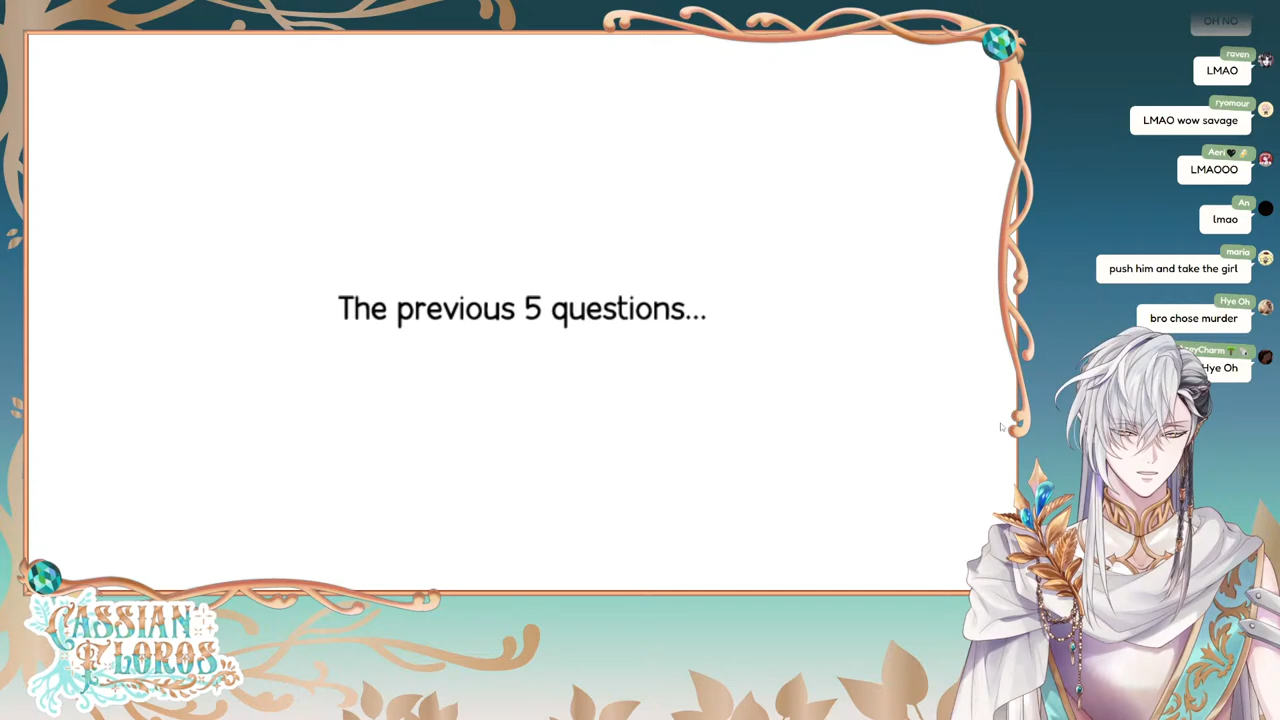 The previous 5 questions...
OH NO
raven
LMAO
ryomour
LMAO wow savage
Aeri
LMAOOO
An
lmao
maria
push him and take the girl
Hye Oh
bro chose murder
Hye Oh
CASSIAN
FLOROS